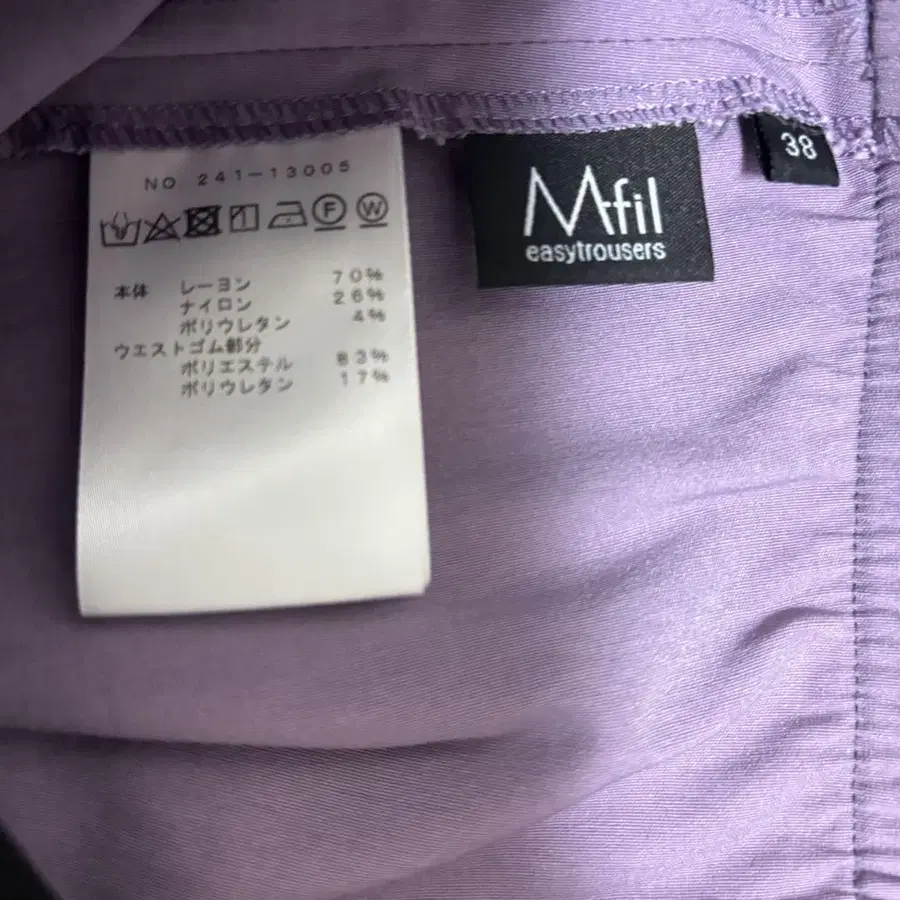 NO 241-13005
F W
本体 レーヨン 70%
ナイロン 26%
ポリウレタン 4%
ウエストゴム部分
ポリエステル 83%
ポリウレタン 17%
Mfil
easytrousers
38